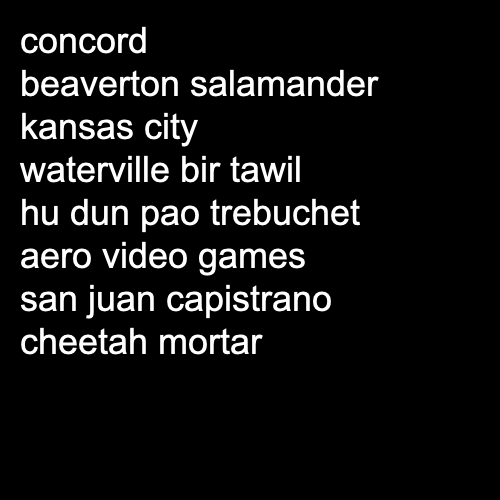 concord
beaverton salamander
kansas city
waterville bir tawil
hu dun pao trebuchet
aero video games
san juan capistrano
cheetah mortar